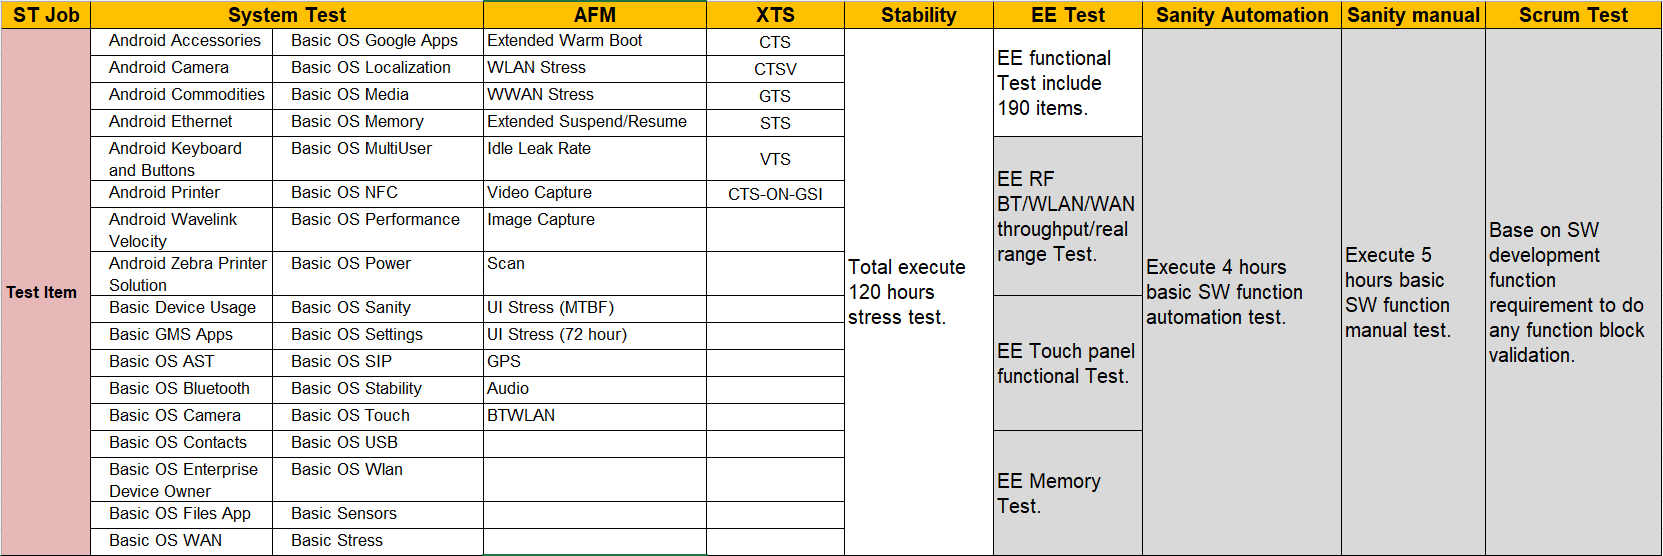 ST Job System Test AFM XTS Stability EE Test Sanity Automation Sanity manual Scrum Test
Test Item
Android Accessories Basic OS Google Apps Extended Warm Boot CTS
Android Camera Basic OS Localization WLAN Stress CTSV
Android Commodities Basic OS Media WWAN Stress GTS
Android Ethernet Basic OS Memory Extended Suspend/Resume STS
Android Keyboard
and Buttons
Basic OS MultiUser Idle Leak Rate VTS
Android Printer Basic OS NFC Video Capture CTS-ON-GSI
Android Wavelink
Velocity
Basic OS Performance Image Capture
Android Zebra Printer
Solution
Basic OS Power Scan
Basic Device Usage Basic OS Sanity UI Stress (MTBF)
Basic GMS Apps Basic OS Settings UI Stress (72 hour)
Basic OS AST Basic OS SIP GPS
Basic OS Bluetooth Basic OS Stability Audio
Basic OS Camera Basic OS Touch BTWLAN
Basic OS Contacts Basic OS USB
Basic OS Enterprise
Device Owner
Basic OS Wlan
Basic OS Files App Basic Sensors
Basic OS WAN Basic Stress
Total execute
120 hours
stress test.
EE functional
Test include
190 items.
EE RF
BT/WLAN/WAN
throughput/real
range Test.
EE Touch panel
functional Test.
EE Memory
Test.
Execute 4 hours
basic SW function
automation test.
Execute 5
hours basic
SW function
manual test.
Base on SW
development
function
requirement to do
any function block
validation.